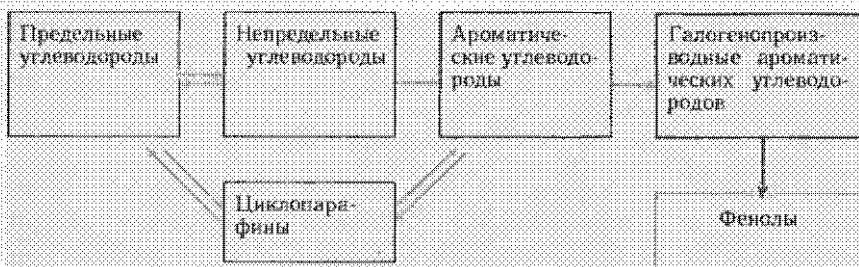 Предельные
углеводороды
Непредельные
углеводороды
Ароматиче-
ские углеводо-
роды
Галогенопроиз-
водные аромати-
ческих углеводо-
родов
Циклопара-
фины
Фенолы